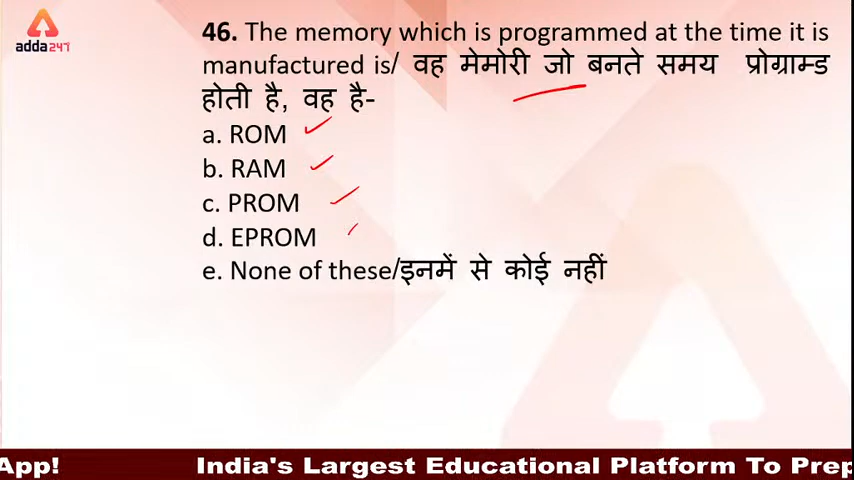 adda247
46. The memory which is programmed at the time it is
manufactured is/ वह मेमोरी जो बनते समय प्रोग्राम्ड
होती है, वह है-
a. ROM
b. RAM
c. PROM
d. EPROM
e. None of these/इनमें से कोई नहीं
App! India's Largest Educational Platform To Prep